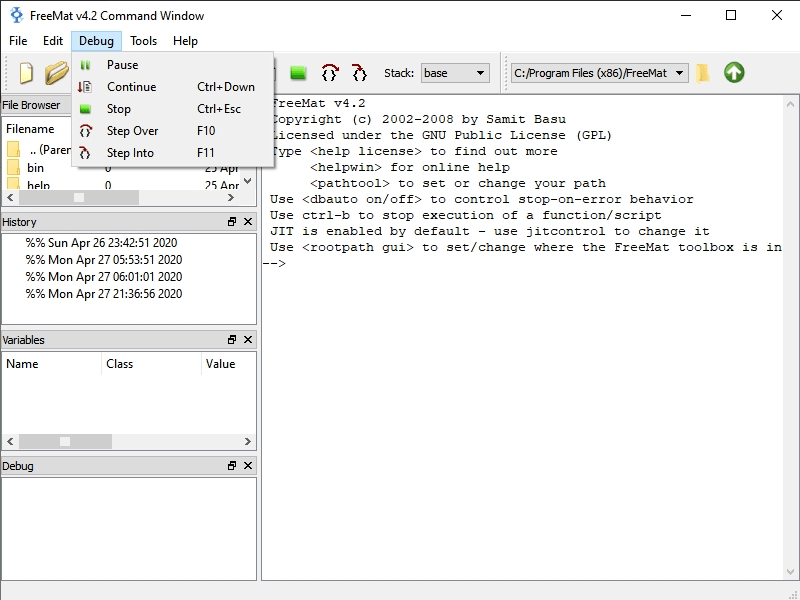 FreeMat v4.2 Command Window
File Edit Debug Tools Help
Pause
Continue Ctrl+Down
Stop Ctrl+Esc
Step Over F10
Step Into F11
Stack: base C:/Program Files (x86)/FreeMat
File Browser
Filename
.. (Paren
bin 0 25 Apr
help 0 25 Apr
History
%% Sun Apr 26 23:42:51 2020
%% Mon Apr 27 05:53:51 2020
%% Mon Apr 27 06:01:01 2020
%% Mon Apr 27 21:36:56 2020
Variables
Name Class Value
Debug
FreeMat v4.2
Copyright (c) 2002-2008 by Samit Basu
Licensed under the GNU Public License (GPL)
Type <help license> to find out more
<helpwin> for online help
<pathtool> to set or change your path
Use <dbauto on/off> to control stop-on-error behavior
Use ctrl-b to stop execution of a function/script
JIT is enabled by default - use jitcontrol to change it
Use <rootpath gui> to set/change where the FreeMat toolbox is in
-->